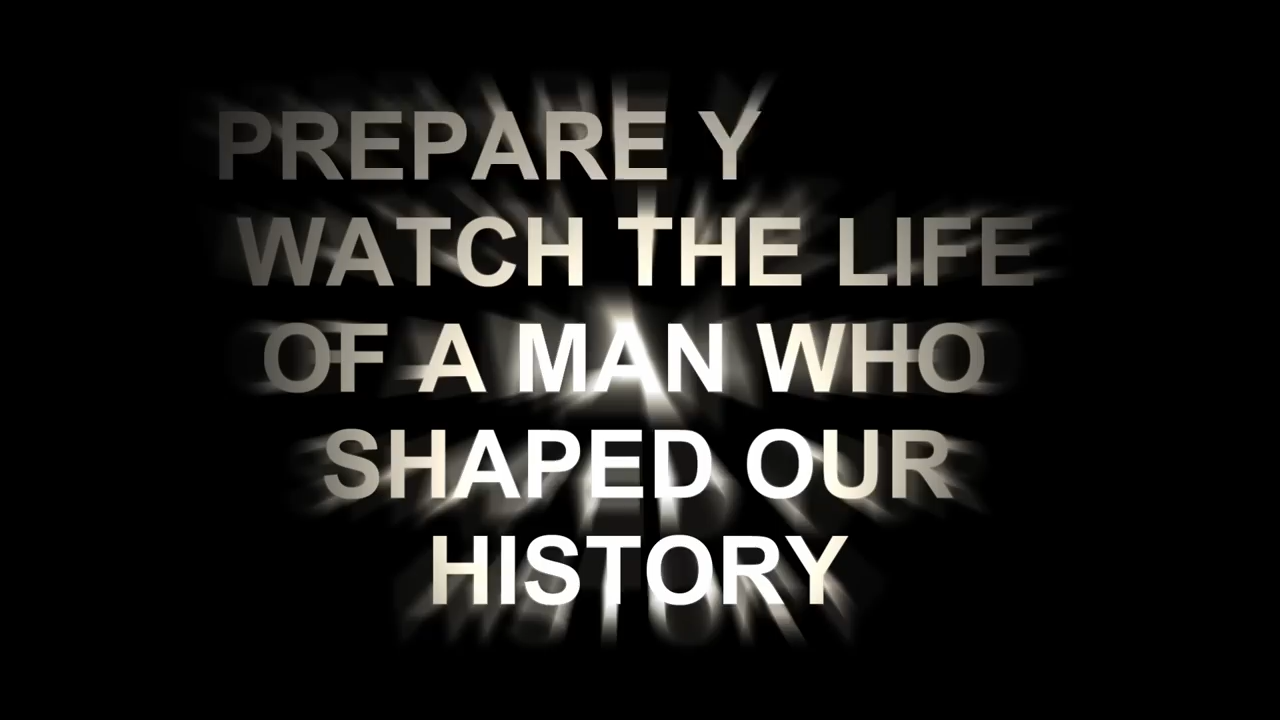 PREPARE Y
WATCH THE LIFE
OF A MAN WHO
SHAPED OUR
HISTORY